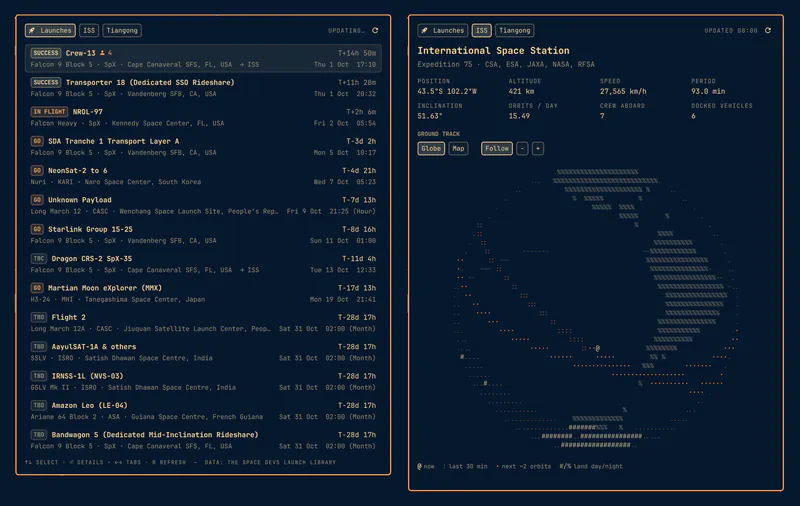 Launches ISS Tiangong UPDATING…
SUCCESS Crew-13 4 T+14h 50m
Falcon 9 Block 5 · SpX · Cape Canaveral SFS, FL, USA → ISS Thu 1 Oct 17:10
SUCCESS Transporter 18 (Dedicated SSO Rideshare) T+11h 28m
Falcon 9 Block 5 · SpX · Vandenberg SFB, CA, USA Thu 1 Oct 20:32
IN FLIGHT NROL-97 T+2h 6m
Falcon Heavy · SpX · Kennedy Space Center, FL, USA Fri 2 Oct 05:54
GO SDA Tranche 1 Transport Layer A T-3d 2h
Falcon 9 Block 5 · SpX · Vandenberg SFB, CA, USA Mon 5 Oct 10:17
GO NeonSat-2 to 6 T-4d 21h
Nuri · KARI · Naro Space Center, South Korea Wed 7 Oct 05:23
GO Unknown Payload T-7d 13h
Long March 12 · CASC · Wenchang Space Launch Site, People's Rep… Fri 9 Oct 21:25 (Hour)
GO Starlink Group 15-25 T-8d 16h
Falcon 9 Block 5 · SpX · Vandenberg SFB, CA, USA Sun 11 Oct 01:00
TBC Dragon CRS-2 SpX-35 T-11d 4h
Falcon 9 Block 5 · SpX · Cape Canaveral SFS, FL, USA → ISS Tue 13 Oct 12:33
GO Martian Moon eXplorer (MMX) T-17d 13h
H3-24 · MHI · Tanegashima Space Center, Japan Mon 19 Oct 21:41
TBD Flight 2 T-28d 17h
Long March 12A · CASC · Jiuquan Satellite Launch Center, Peop… Sat 31 Oct 02:00 (Month)
TBD AayulSAT-1A & others T-28d 17h
SSLV · ISRO · Satish Dhawan Space Centre, India Sat 31 Oct 02:00 (Month)
TBD IRNSS-1L (NVS-03) T-28d 17h
GSLV Mk II · ISRO · Satish Dhawan Space Centre, India Sat 31 Oct 02:00 (Month)
TBD Amazon Leo (LE-04) T-28d 17h
Ariane 64 Block 2 · ASA · Guiana Space Centre, French Guiana Sat 31 Oct 02:00 (Month)
TBD Bandwagon 5 (Dedicated Mid-Inclination Rideshare) T-28d 17h
Falcon 9 Block 5 · SpX · Cape Canaveral SFS, FL, USA Sat 31 Oct 02:00 (Month)
↑↓ SELECT · ⏎ DETAILS · ←→ TABS · R REFRESH — DATA: THE SPACE DEVS LAUNCH LIBRARY
Launches ISS Tiangong UPDATED 08:00
International Space Station
Expedition 75 · CSA, ESA, JAXA, NASA, RFSA
POSITION ALTITUDE SPEED PERIOD
43.5°S 102.2°W 421 km 27,565 km/h 93.0 min
INCLINATION ORBITS / DAY CREW ABOARD DOCKED VEHICLES
51.63° 15.49 7 6
GROUND TRACK
Globe Map Follow - +
@ now : last 30 min · next ~2 orbits #/% land day/night